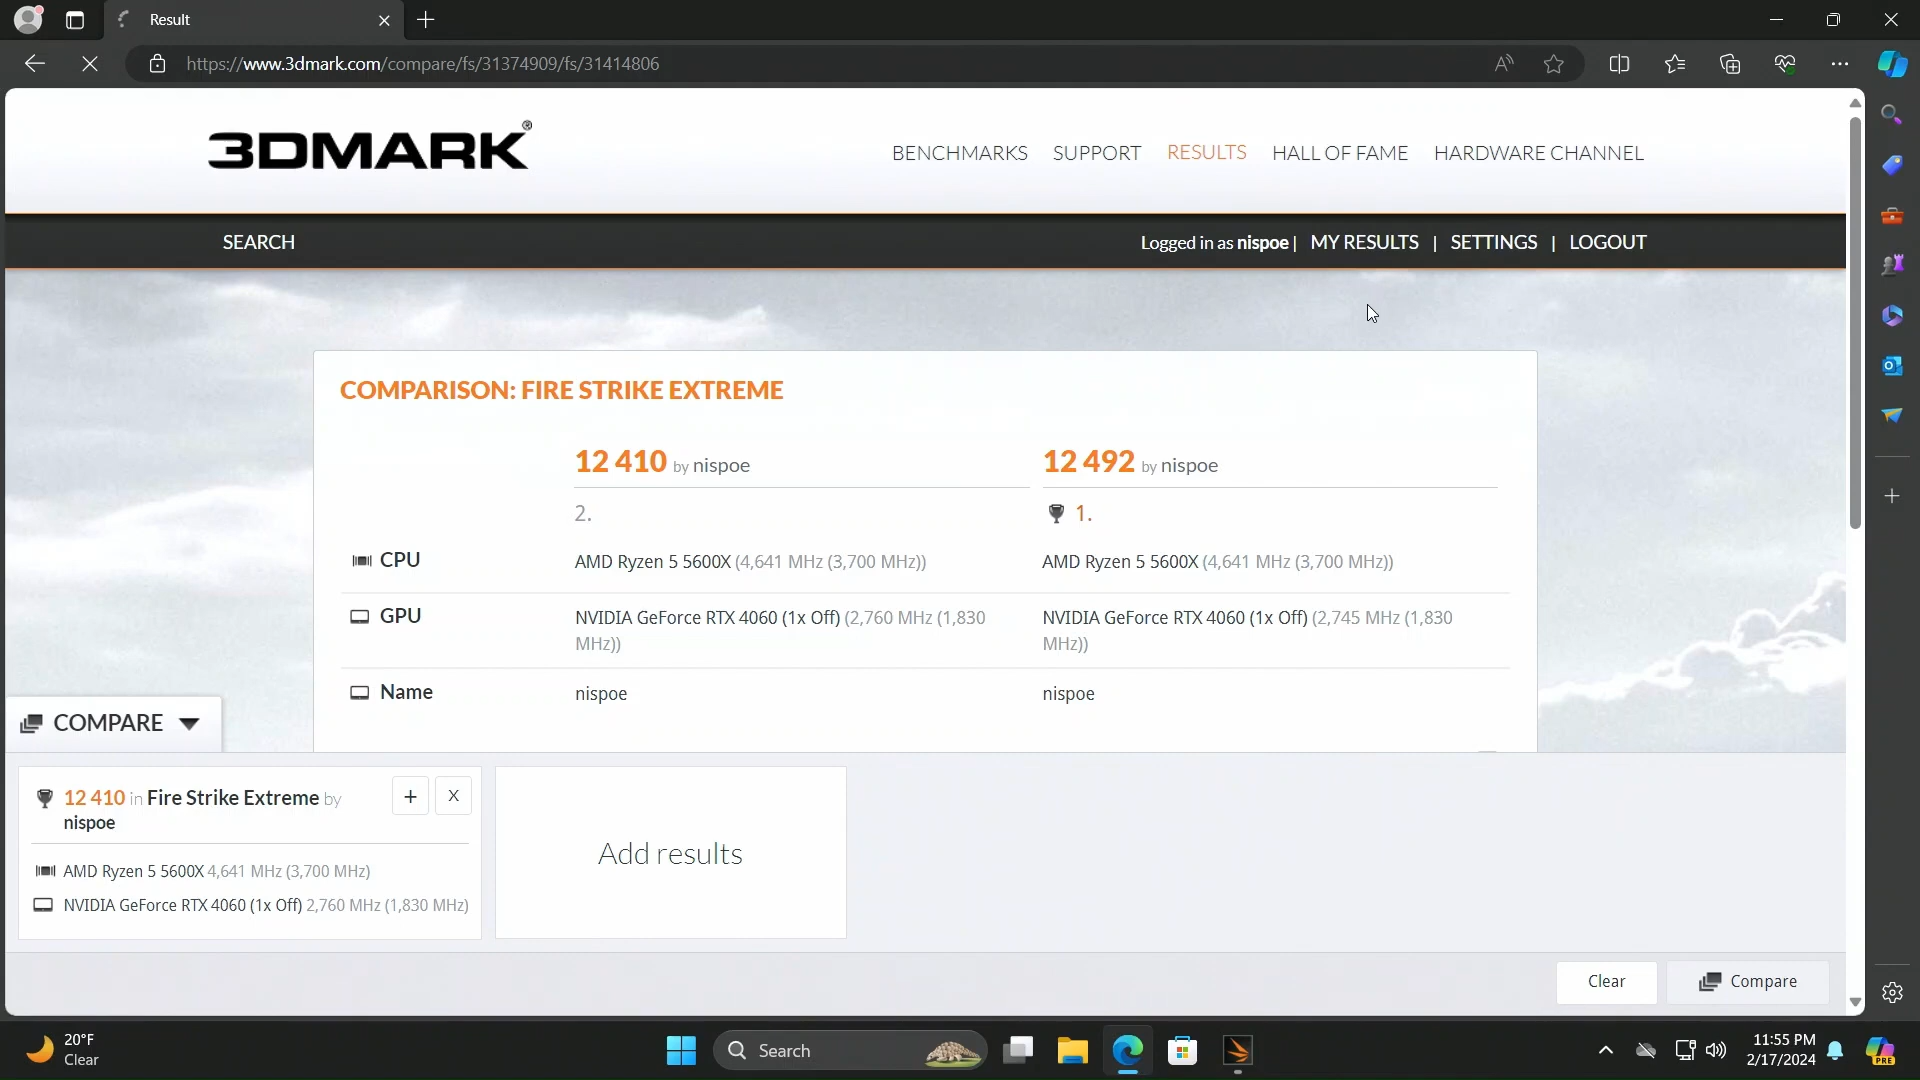 Result
https://www.3dmark.com/compare/fs/31374909/fs/31414806
3DMARK®
BENCHMARKS SUPPORT RESULTS HALL OF FAME HARDWARE CHANNEL
SEARCH
Logged in as nispoe | MY RESULTS | SETTINGS | LOGOUT
COMPARISON: FIRE STRIKE EXTREME
12 410 by nispoe 12 492 by nispoe
2. 1.
CPU AMD Ryzen 5 5600X (4,641 MHz (3,700 MHz)) AMD Ryzen 5 5600X (4,641 MHz (3,700 MHz))
GPU NVIDIA GeForce RTX 4060 (1x Off) (2,760 MHz (1,830 MHz)) NVIDIA GeForce RTX 4060 (1x Off) (2,745 MHz (1,830 MHz))
Name nispoe nispoe
COMPARE
12 410 in Fire Strike Extreme by
nispoe
+ X
AMD Ryzen 5 5600X 4,641 MHz (3,700 MHz)
NVIDIA GeForce RTX 4060 (1x Off) 2,760 MHz (1,830 MHz)
Add results
Clear Compare
20°F
Clear
Search
11:55 PM
2/17/2024
PRE